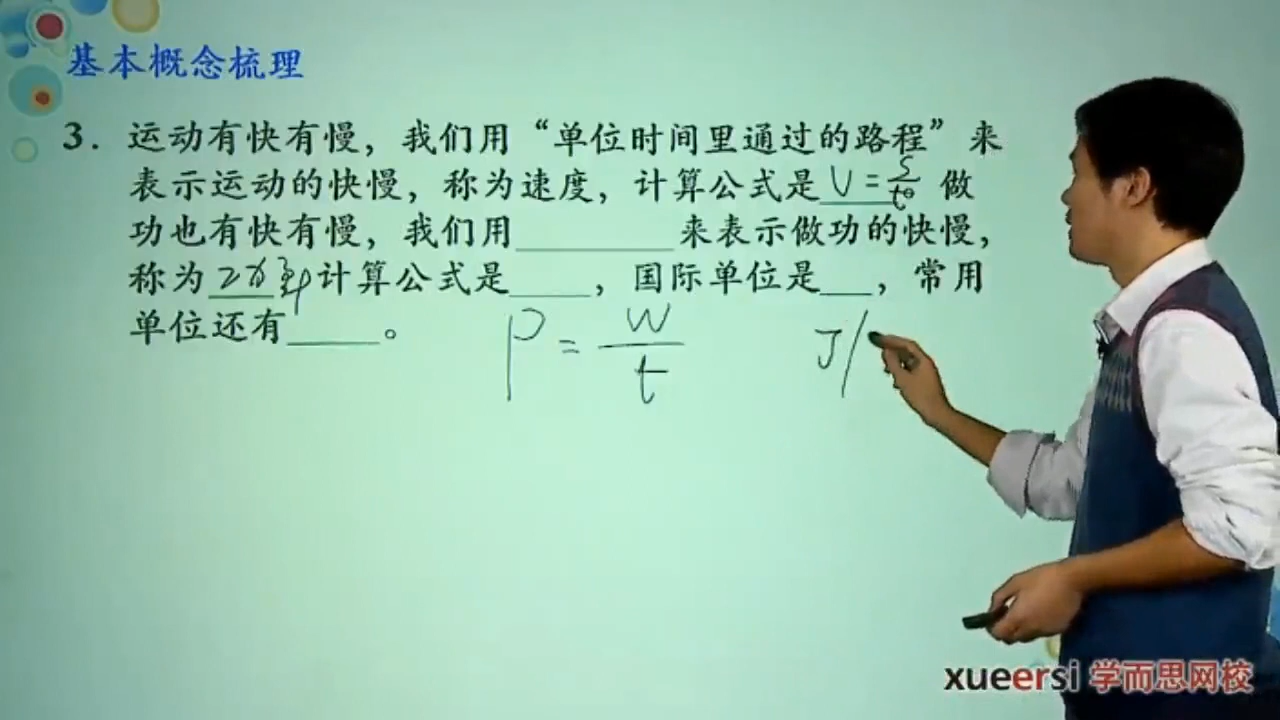 基本概念梳理
3. 运动有快有慢，我们用“单位时间里通过的路程”来
表示运动的快慢，称为速度，计算公式是 V = s/t。做
功也有快有慢，我们用_________来表示做功的快慢，
称为____计算公式是____，国际单位是___，常用
单位还有____。
P = W/t
J/
xueersi 学而思网校